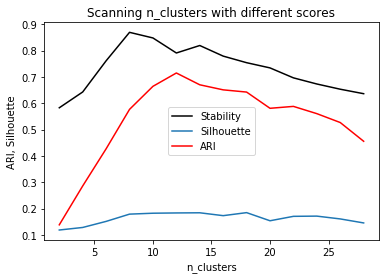 Scanning n_clusters with different scores
ARI, Silhouette
0.9
0.8
0.7
0.6
0.5
0.4
0.3
0.2
0.1
Stability
Silhouette
ARI
5
10
15
20
25
n_clusters